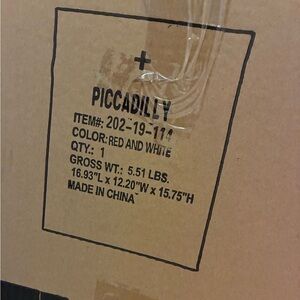 +
PICCADILLY
ITEM#: 202-19-114
COLOR: RED AND WHITE
QTY.: 1
GROSS WT.: 5.51 LBS.
16.93"L x 12.20"W x 15.75"H
MADE IN CHINA